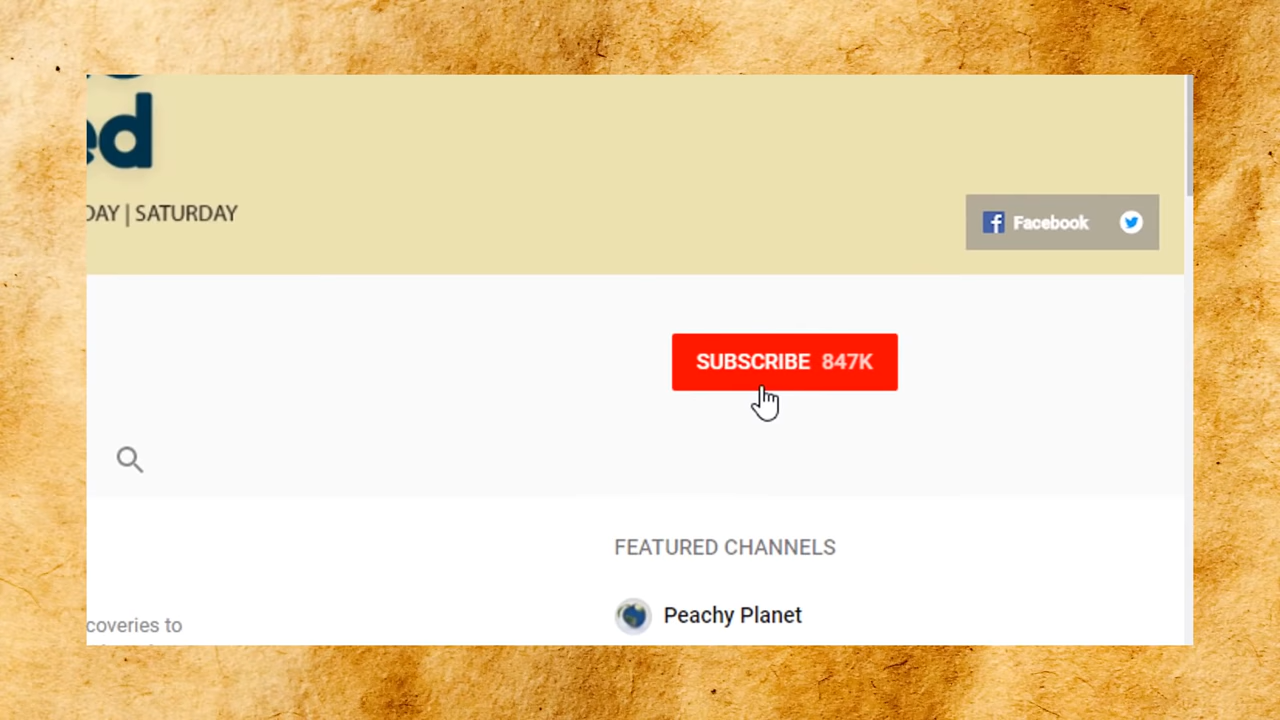 ed
DAY | SATURDAY
Facebook
SUBSCRIBE 847K
FEATURED CHANNELS
Peachy Planet
coveries to